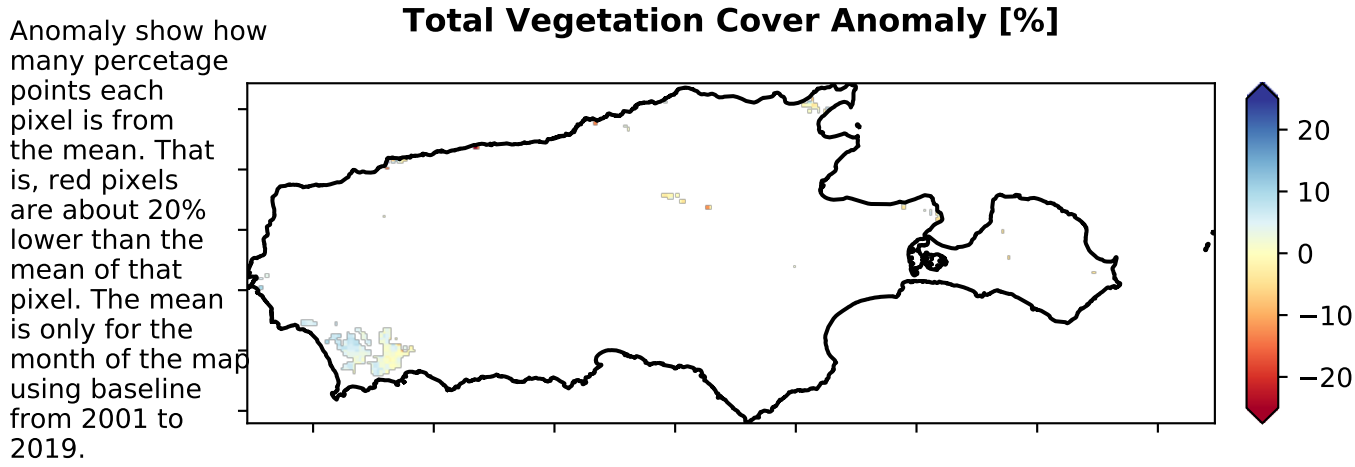 Total Vegetation Cover Anomaly [%]
Anomaly show how
many percetage
points each
pixel is from
the mean. That
is, red pixels
are about 20%
lower than the
mean of that
pixel. The mean
is only for the
month of the map
using baseline
from 2001 to
2019.
20
10
0
−10
−20